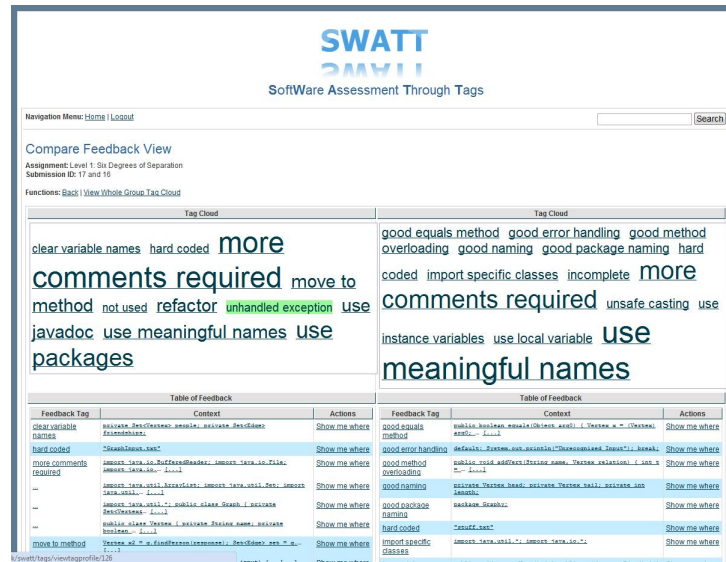 SWATT
SoftWare Assessment Through Tags
Navigation Menu: Home | Logout
Search
Compare Feedback View
Assignment: Level 1: Six Degrees of Separation
Submission ID: 17 and 16
Functions: Back | View Whole Group Tag Cloud
Tag Cloud
clear variable names hard coded more
comments required move to
method not used refactor unhandled exception use
javadoc use meaningful names use
packages
Tag Cloud
good equals method good error handling good method
overloading good naming good package naming hard
coded import specific classes incomplete more
comments required unsafe casting use
instance variables use local variable use
meaningful names
Table of Feedback
Feedback Tag Context Actions
clear variable names private Set<Vertex> people; private Set<Edge> friendships; Show me where
hard coded "GraphInput.txt" Show me where
more comments required import java.io.BufferedReader; import java.io.File; import java.io … [...] Show me where
... import java.util.ArrayList; import java.util.Set; import java.util … [...] Show me where
... import java.util.*; public class Graph { private Set<Vertex> … [...] Show me where
... public class Vertex { private String name; private boolean … [...] Show me where
move to method Vertex x2 = g.findPerson(response); Set<Edge> set = g … [...] Show me where
Table of Feedback
Feedback Tag Context Actions
good equals method public boolean equals(Object arg0) { Vertex a = (Vertex) arg0; … [...] Show me where
good error handling default: System.out.println("Unrecognised Input"); break; Show me where
good method overloading public void addVert(String name, Vertex relation) { int t = … [...] Show me where
good naming private Vertex head; private Vertex tail; private int length; Show me where
good package naming package Graphs; Show me where
hard coded "stuff.txt" Show me where
import specific classes import java.util.*; import java.io.*; Show me where
k/swatt/tags/viewtagprofile/126